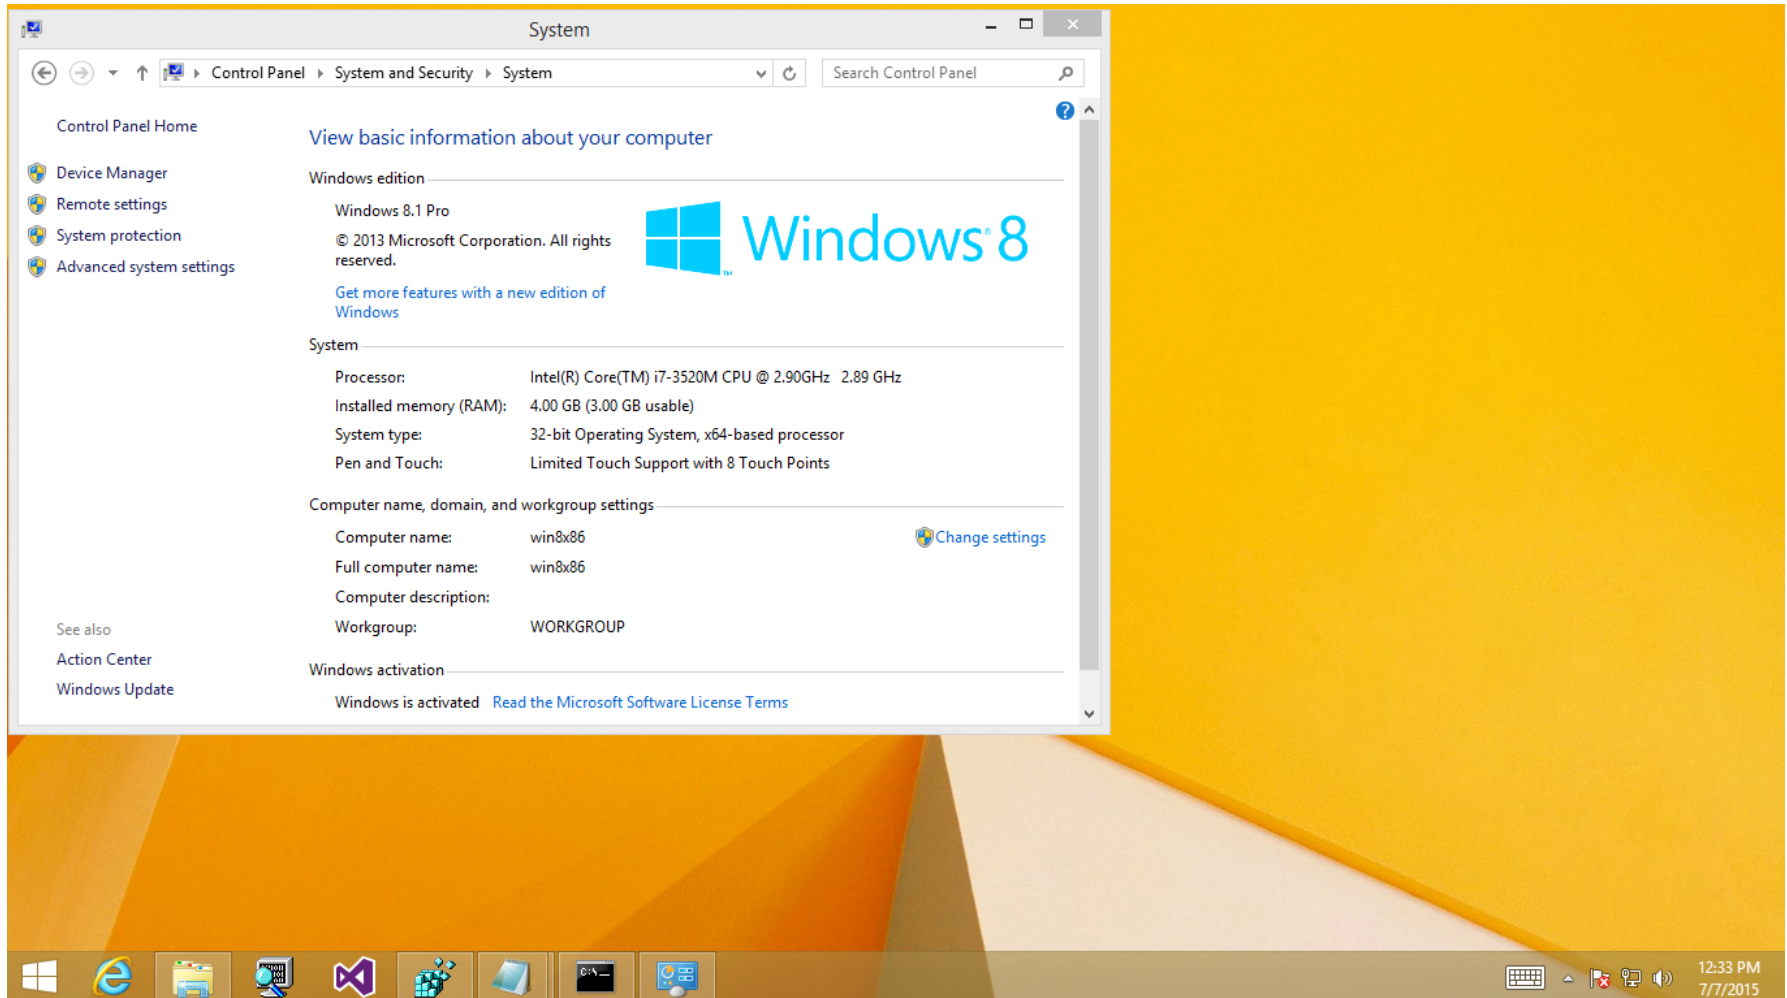 System
Control Panel System and Security System
Search Control Panel
Control Panel Home
Device Manager
Remote settings
System protection
Advanced system settings
See also
Action Center
Windows Update
View basic information about your computer
Windows edition
Windows 8.1 Pro
© 2013 Microsoft Corporation. All rights
reserved.
Get more features with a new edition of
Windows
Windows® 8
TM
System
Processor: Intel(R) Core(TM) i7-3520M CPU @ 2.90GHz 2.89 GHz
Installed memory (RAM): 4.00 GB (3.00 GB usable)
System type: 32-bit Operating System, x64-based processor
Pen and Touch: Limited Touch Support with 8 Touch Points
Computer name, domain, and workgroup settings
Computer name: win8x86
Change settings
Full computer name: win8x86
Computer description:
Workgroup: WORKGROUP
Windows activation
Windows is activated Read the Microsoft Software License Terms
C:\_
12:33 PM
7/7/2015